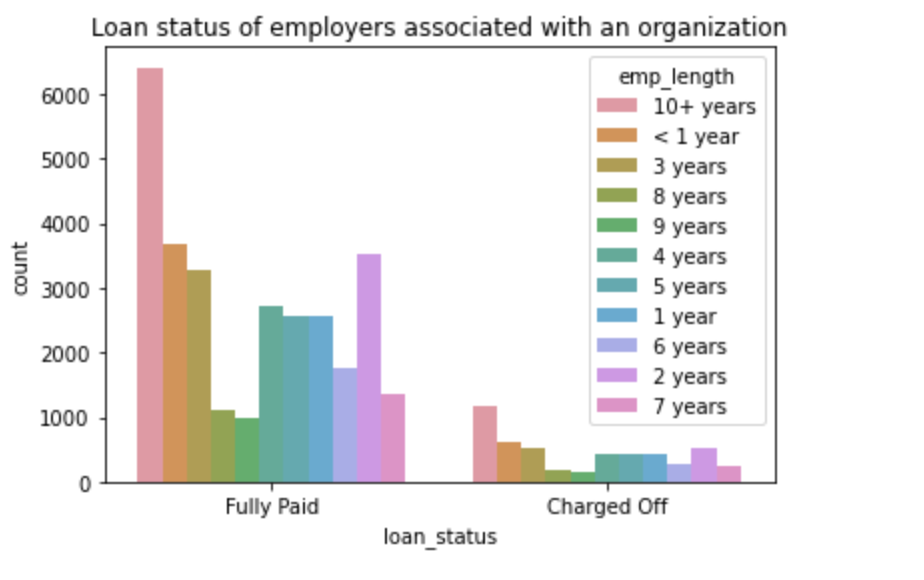 Loan status of employers associated with an organization
6000
5000
4000
3000
2000
1000
0
count
emp_length
10+ years
< 1 year
3 years
8 years
9 years
4 years
5 years
1 year
6 years
2 years
7 years
Fully Paid
Charged Off
loan_status